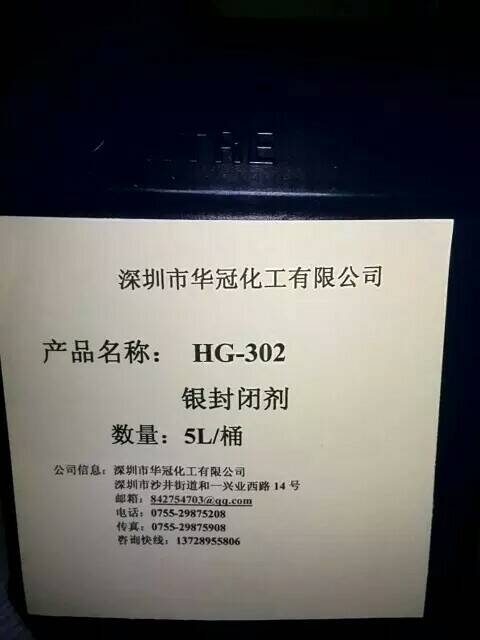 TRE
深圳市华冠化工有限公司
产品名称： HG-302
银封闭剂
数量：5L/桶
公司信息：深圳市华冠化工有限公司
深圳市沙井街道和一兴业西路 14 号
邮箱：842754703@qq.com
电话：0755-29875208
传真：0755-29875908
咨询快线：13728955806